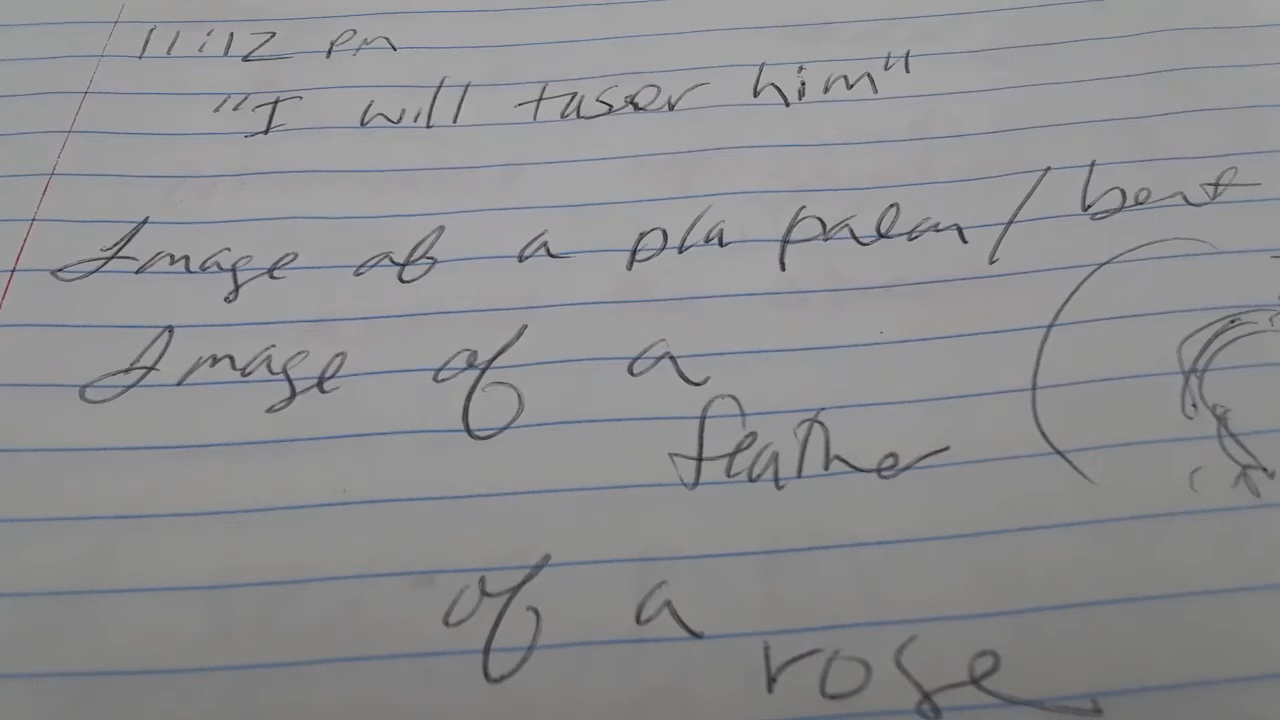 11:12 pm
"I will taser him"
Image of a pla palm / bent
Image of a
feather
of a
rose